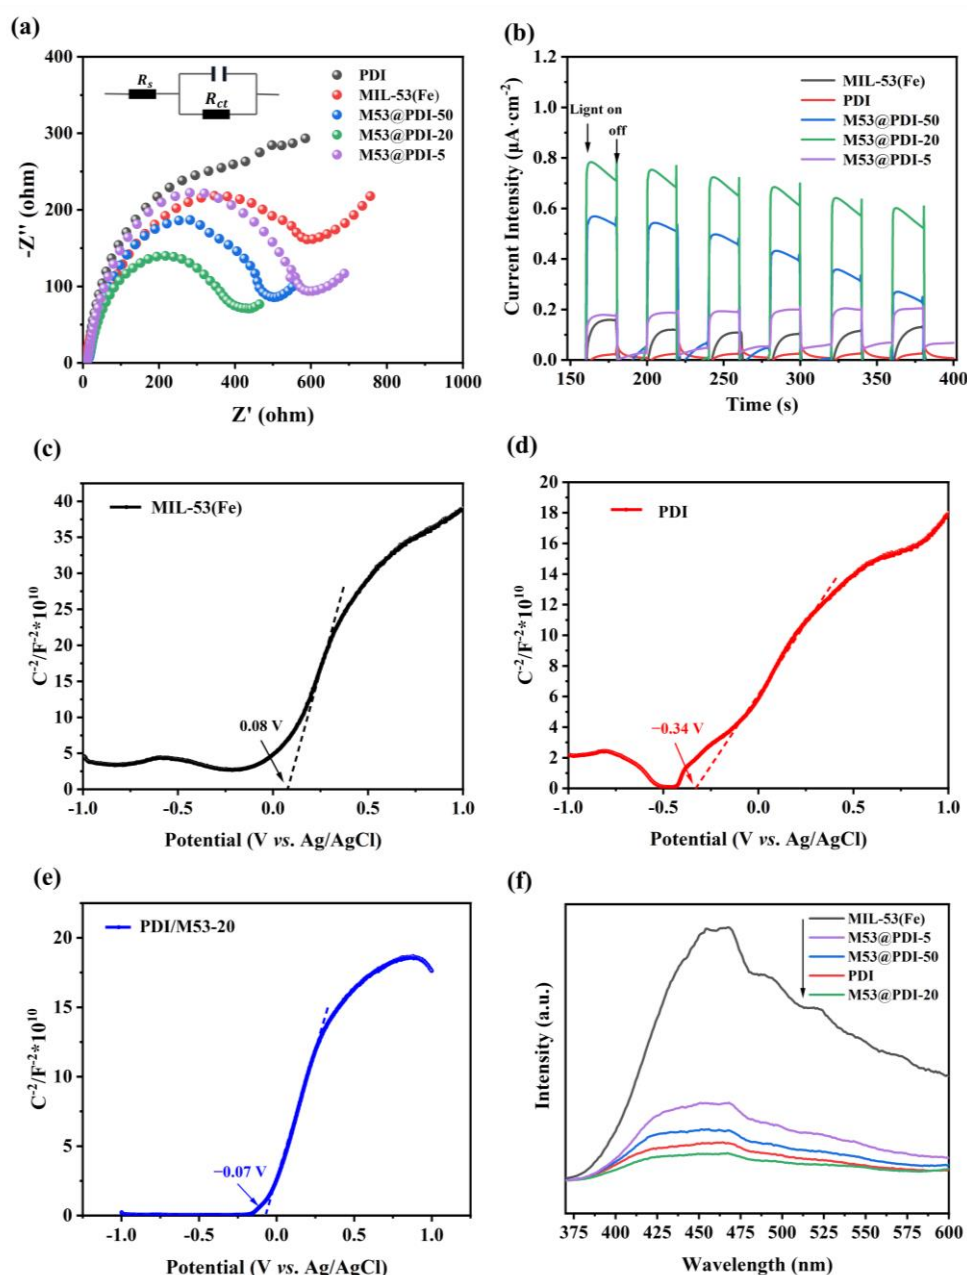 (a)
400
300
200
100
0
-Z'' (ohm)
0 200 400 600 800 1000
Z' (ohm)
Rs
Rct
PDI
MIL-53(Fe)
M53@PDI-50
M53@PDI-20
M53@PDI-5
(b)
1.2
1.0
0.8
0.6
0.4
0.2
0.0
Current Intensity (μA·cm-2)
150 200 250 300 350 400
Time (s)
Lignt on
off
MIL-53(Fe)
PDI
M53@PDI-50
M53@PDI-20
M53@PDI-5
(c)
40
35
30
25
20
15
10
5
0
C-2/F-2*1010
-1.0 -0.5 0.0 0.5 1.0
Potential (V vs. Ag/AgCl)
MIL-53(Fe)
0.08 V
(d)
20
18
16
14
12
10
8
6
4
2
0
C-2/F-2*1010
-1.0 -0.5 0.0 0.5 1.0
Potential (V vs. Ag/AgCl)
PDI
−0.34 V
(e)
20
15
10
5
0
C-2/F-2*1010
-1.0 -0.5 0.0 0.5 1.0
Potential (V vs. Ag/AgCl)
PDI/M53-20
−0.07 V
(f)
Intensity (a.u.)
375 400 425 450 475 500 525 550 575 600
Wavelength (nm)
MIL-53(Fe)
M53@PDI-5
M53@PDI-50
PDI
M53@PDI-20